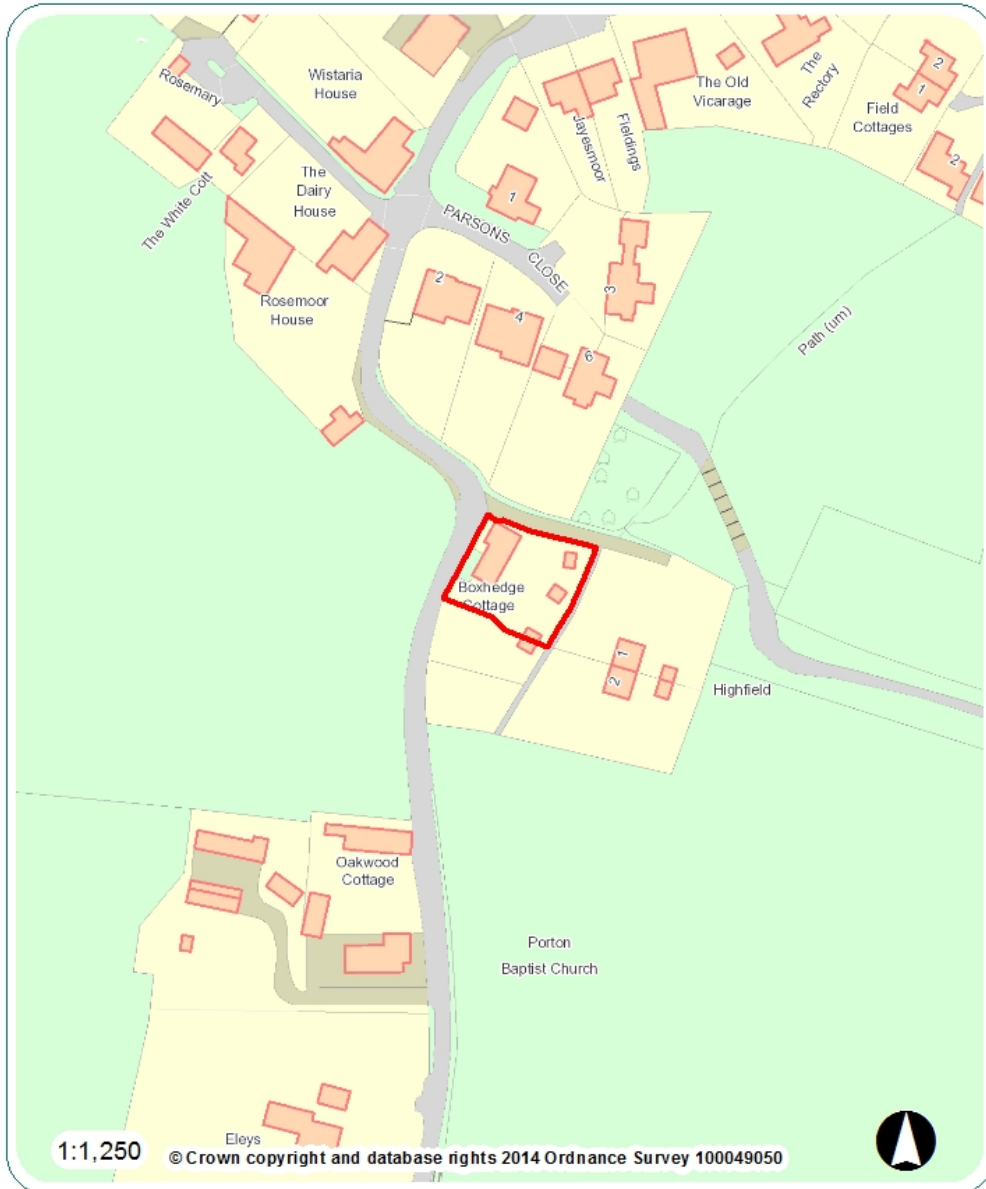 Rosemary
Wistaria
House
The White Cott
The
Dairy
House
Rosemoor
House
1
Jayesmoor
Fieldings
The Old
Vicarage
The
Rectory
Field
Cottages
2
1
2
PARSONS
CLOSE
2
4
6
3
Path (um)
Boxhedge
Cottage
1
2
Highfield
Oakwood
Cottage
Porton
Baptist Church
Eleys
1:1,250
© Crown copyright and database rights 2014 Ordnance Survey 100049050